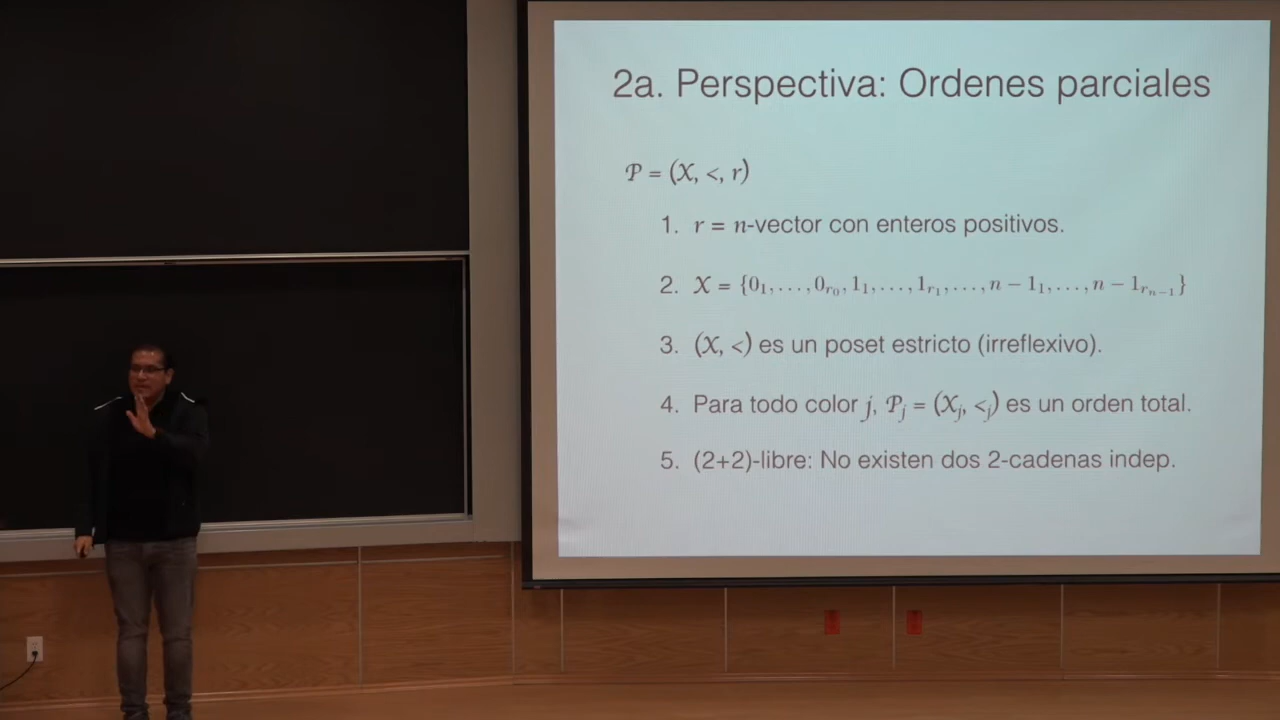 2a. Perspectiva: Ordenes parciales
𝒫 = (X, <, r)
1. r = n-vector con enteros positivos.
2. X = {0₁, . . . , 0_{r₀}, 1₁, . . . , 1_{r₁}, . . . , n − 1₁, . . . , n − 1_{r_{n−1}}}
3. (X, <) es un poset estricto (irreflexivo).
4. Para todo color j, 𝒫ⱼ = (Xⱼ, <ⱼ) es un orden total.
5. (2+2)-libre: No existen dos 2-cadenas indep.